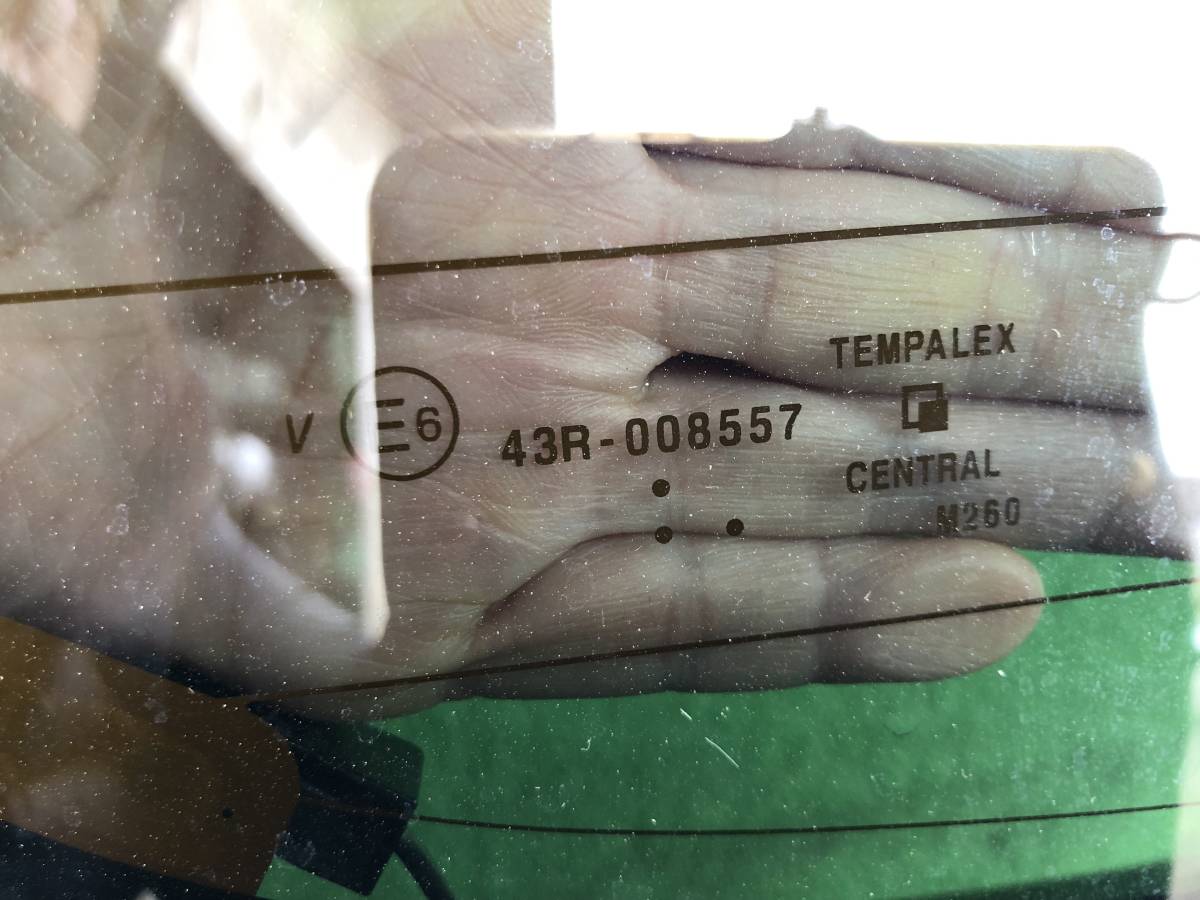 TEMPALEX
V E6 43R-008557
CENTRAL
M260